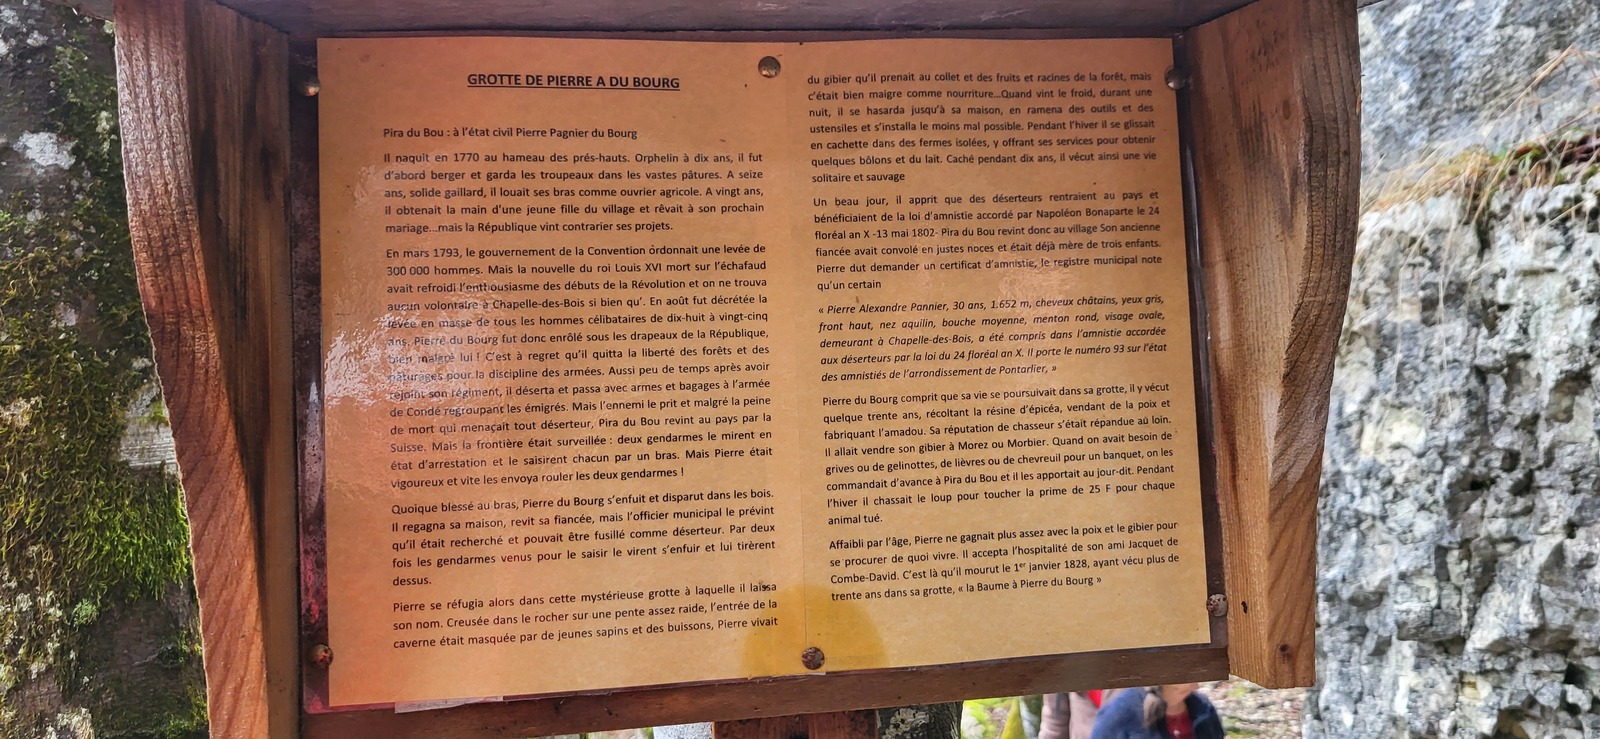 GROTTE DE PIERRE A DU BOURG
Pira du Bou : à l'état civil Pierre Pagnier du Bourg
Il naquit en 1770 au hameau des prés-hauts. Orphelin à dix ans, il fut
d'abord berger et garda les troupeaux dans les vastes pâtures. A seize
ans, solide gaillard, il louait ses bras comme ouvrier agricole. A vingt ans,
il obtenait la main d'une jeune fille du village et rêvait à son prochain
mariage...mais la République vint contrarier ses projets.
En mars 1793, le gouvernement de la Convention ordonnait une levée de
300 000 hommes. Mais la nouvelle du roi Louis XVI mort sur l'échafaud
avait refroidi l'enthousiasme des débuts de la Révolution et on ne trouva
aucun volontaire à Chapelle-des-Bois si bien qu'. En août fut décrétée la
levée en masse de tous les hommes célibataires de dix-huit à vingt-cinq
ans. Pierre du Bourg fut donc enrôlé sous les drapeaux de la République,
bien malgré lui ! C'est à regret qu'il quitta la liberté des forêts et des
pâturages pour la discipline des armées. Aussi peu de temps après avoir
rejoint son régiment, il déserta et passa avec armes et bagages à l'armée
de Condé regroupant les émigrés. Mais l'ennemi le prit et malgré la peine
de mort qui menaçait tout déserteur, Pira du Bou revint au pays par la
Suisse. Mais la frontière était surveillée : deux gendarmes le mirent en
état d'arrestation et le saisirent chacun par un bras. Mais Pierre était
vigoureux et vite les envoya rouler les deux gendarmes !
Quoique blessé au bras, Pierre du Bourg s'enfuit et disparut dans les bois.
Il regagna sa maison, revit sa fiancée, mais l'officier municipal le prévint
qu'il était recherché et pouvait être fusillé comme déserteur. Par deux
fois les gendarmes venus pour le saisir le virent s'enfuir et lui tirèrent
dessus.
Pierre se réfugia alors dans cette mystérieuse grotte à laquelle il laissa
son nom. Creusée dans le rocher sur une pente assez raide, l'entrée de la
caverne était masquée par de jeunes sapins et des buissons, Pierre vivait
du gibier qu'il prenait au collet et des fruits et racines de la forêt, mais
c'était bien maigre comme nourriture...Quand vint le froid, durant une
nuit, il se hasarda jusqu'à sa maison, en ramena des outils et des
ustensiles et s'installa le moins mal possible. Pendant l'hiver il se glissait
en cachette dans des fermes isolées, y offrant ses services pour obtenir
quelques bôlons et du lait. Caché pendant dix ans, il vécut ainsi une vie
solitaire et sauvage
Un beau jour, il apprit que des déserteurs rentraient au pays et
bénéficiaient de la loi d'amnistie accordé par Napoléon Bonaparte le 24
floréal an X -13 mai 1802- Pira du Bou revint donc au village Son ancienne
fiancée avait convolé en justes noces et était déjà mère de trois enfants.
Pierre dut demander un certificat d'amnistie, le registre municipal note
qu'un certain
« Pierre Alexandre Pannier, 30 ans, 1.652 m, cheveux châtains, yeux gris,
front haut, nez aquilin, bouche moyenne, menton rond, visage ovale,
demeurant à Chapelle-des-Bois, a été compris dans l'amnistie accordée
aux déserteurs par la loi du 24 floréal an X. Il porte le numéro 93 sur l'état
des amnistiés de l'arrondissement de Pontarlier, »
Pierre du Bourg comprit que sa vie se poursuivait dans sa grotte, il y vécut
quelque trente ans, récoltant la résine d'épicéa, vendant de la poix et
fabriquant l'amadou. Sa réputation de chasseur s'était répandue au loin.
Il allait vendre son gibier à Morez ou Morbier. Quand on avait besoin de
grives ou de gelinottes, de lièvres ou de chevreuil pour un banquet, on les
commandait d'avance à Pira du Bou et il les apportait au jour-dit. Pendant
l'hiver il chassait le loup pour toucher la prime de 25 F pour chaque
animal tué.
Affaibli par l'âge, Pierre ne gagnait plus assez avec la poix et le gibier pour
se procurer de quoi vivre. Il accepta l'hospitalité de son ami Jacquet de
Combe-David. C'est là qu'il mourut le 1er janvier 1828, ayant vécu plus de
trente ans dans sa grotte, « la Baume à Pierre du Bourg »